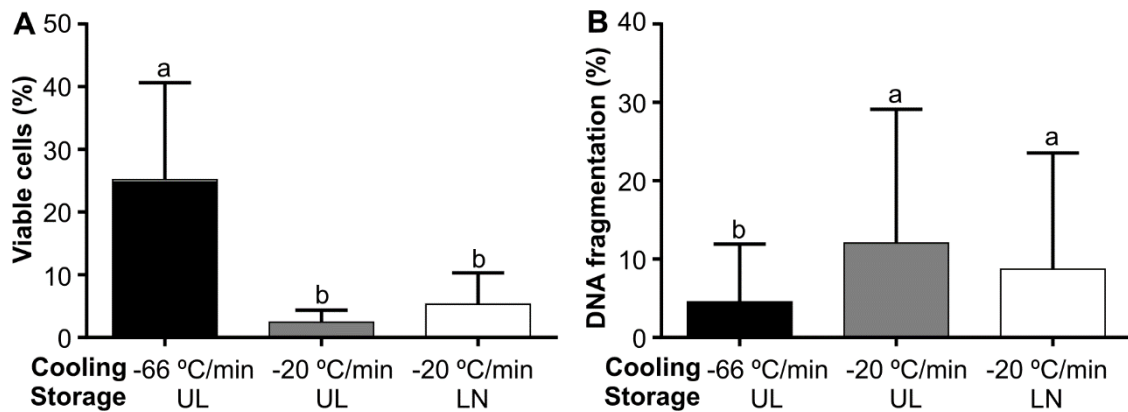 A
Viable cells (%)
50
40
30
20
10
0
a
b
b
Cooling -66 ºC/min -20 ºC/min -20 ºC/min
Storage UL UL LN
B
DNA fragmentation (%)
40
30
20
10
0
b
a
a
-66 ºC/min -20 ºC/min -20 ºC/min
UL UL LN